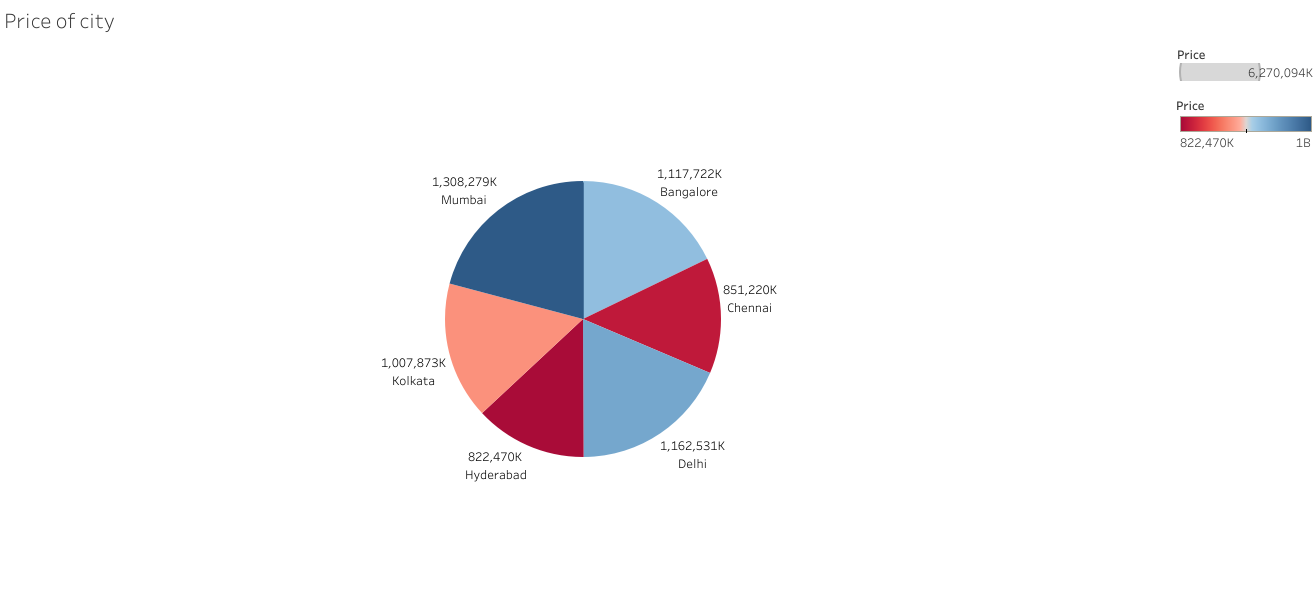 Price of city
Price
6,270,094K
Price
822,470K 1B
1,117,722K
Bangalore
1,308,279K
Mumbai
851,220K
Chennai
1,007,873K
Kolkata
1,162,531K
Delhi
822,470K
Hyderabad